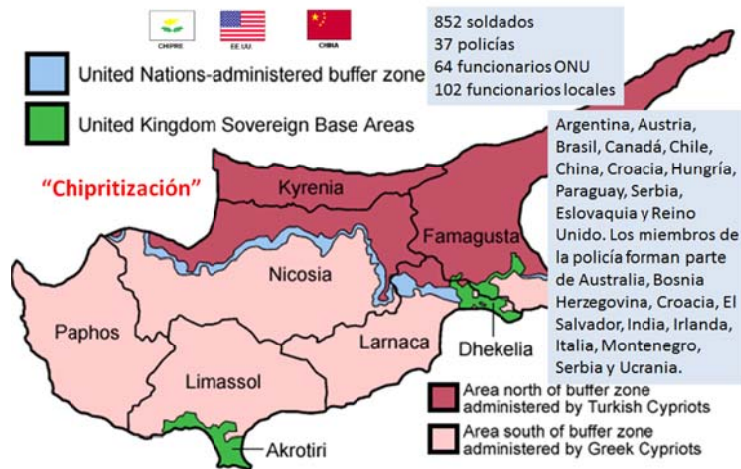 CHIPRE
EE.UU.
CHINA
United Nations-administered buffer zone
United Kingdom Sovereign Base Areas
852 soldados
37 policías
64 funcionarios ONU
102 funcionarios locales
Argentina, Austria,
Brasil, Canadá, Chile,
China, Croacia, Hungría,
Paraguay, Serbia,
Eslovaquia y Reino
Unido. Los miembros de
la policía forman parte
de Australia, Bosnia
Herzegovina, Croacia, El
Salvador, India, Irlanda,
Italia, Montenegro,
Serbia y Ucrania.
“Chipritización”
Kyrenia
Famagusta
Nicosia
Paphos
Larnaca
Dhekelia
Limassol
Akrotiri
Area north of buffer zone
administered by Turkish Cypriots
Area south of buffer zone
administered by Greek Cypriots